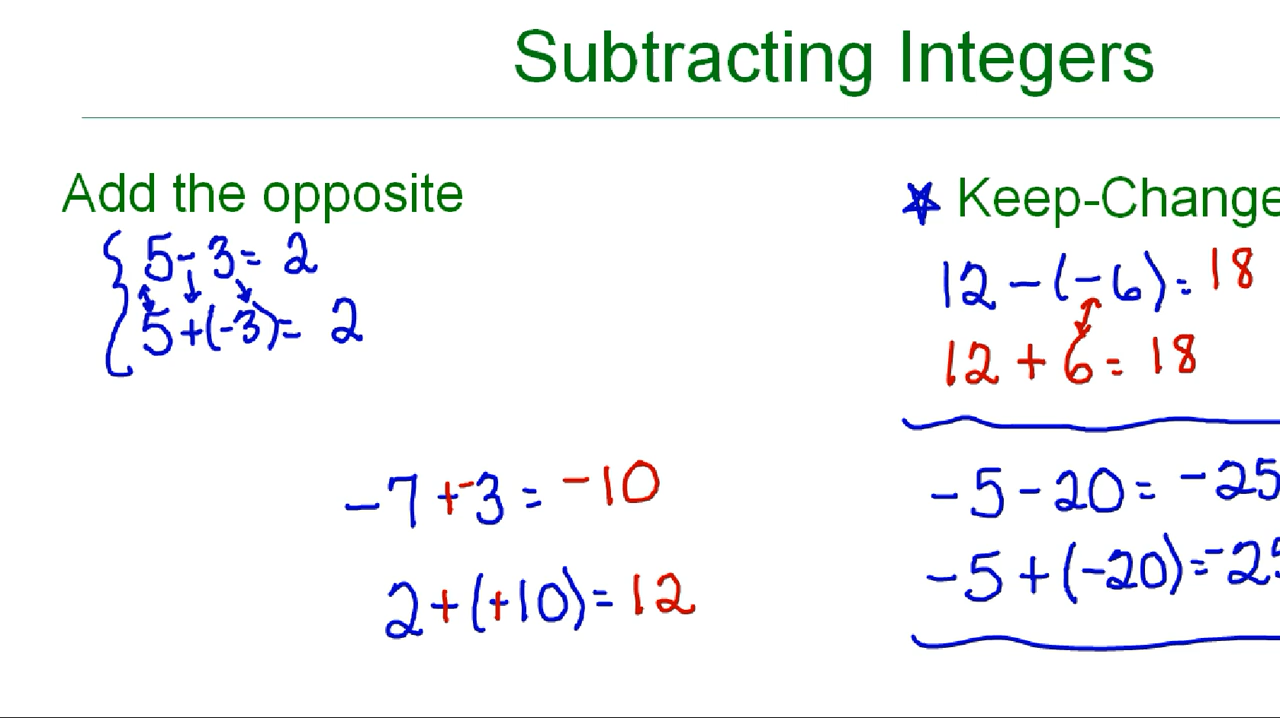 Subtracting Integers
Add the opposite
5-3= 2
5+(-3)= 2
-7+-3= -10
2+(+10)= 12
Keep-Change
12-(-6)= 18
12+6= 18
-5-20= -25
-5+(-20)=-25